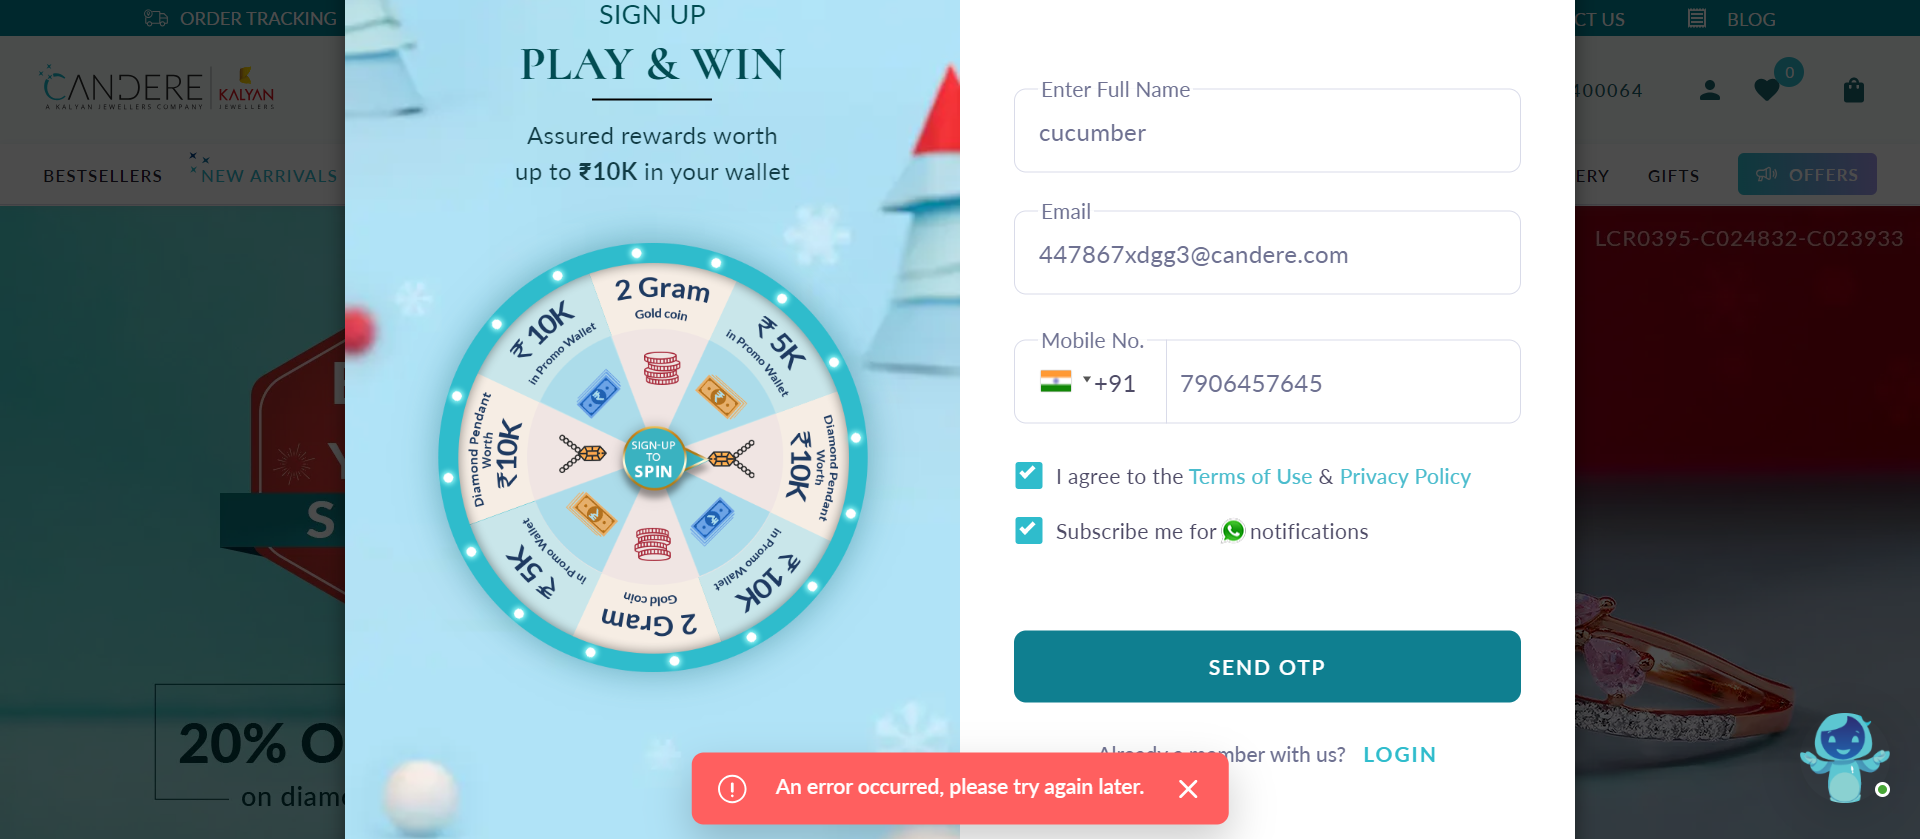 ORDER TRACKING
CT US
BLOG
CANDERE
A KALYAN JEWELLERS COMPANY
KALYAN
JEWELLERS
400064
0
BESTSELLERS
NEW ARRIVALS
ERY
GIFTS
OFFERS
LCR0395-C024832-C023933
SIGN UP
PLAY & WIN
Assured rewards worth
up to ₹10K in your wallet
2 Gram
Gold coin
₹ 5K
in Promo Wallet
Diamond Pendant
Worth
₹10K
₹ 10K
in Promo Wallet
2 Gram
Gold coin
₹ 5K
in Promo Wallet
Diamond Pendant
Worth
₹10K
₹ 10K
in Promo Wallet
SIGN-UP
TO
SPIN
Enter Full Name
cucumber
Email
447867xdgg3@candere.com
Mobile No.
+91
7906457645
I agree to the Terms of Use & Privacy Policy
Subscribe me for notifications
SEND OTP
Already a member with us? LOGIN
An error occurred, please try again later.
S
20% O
on diam